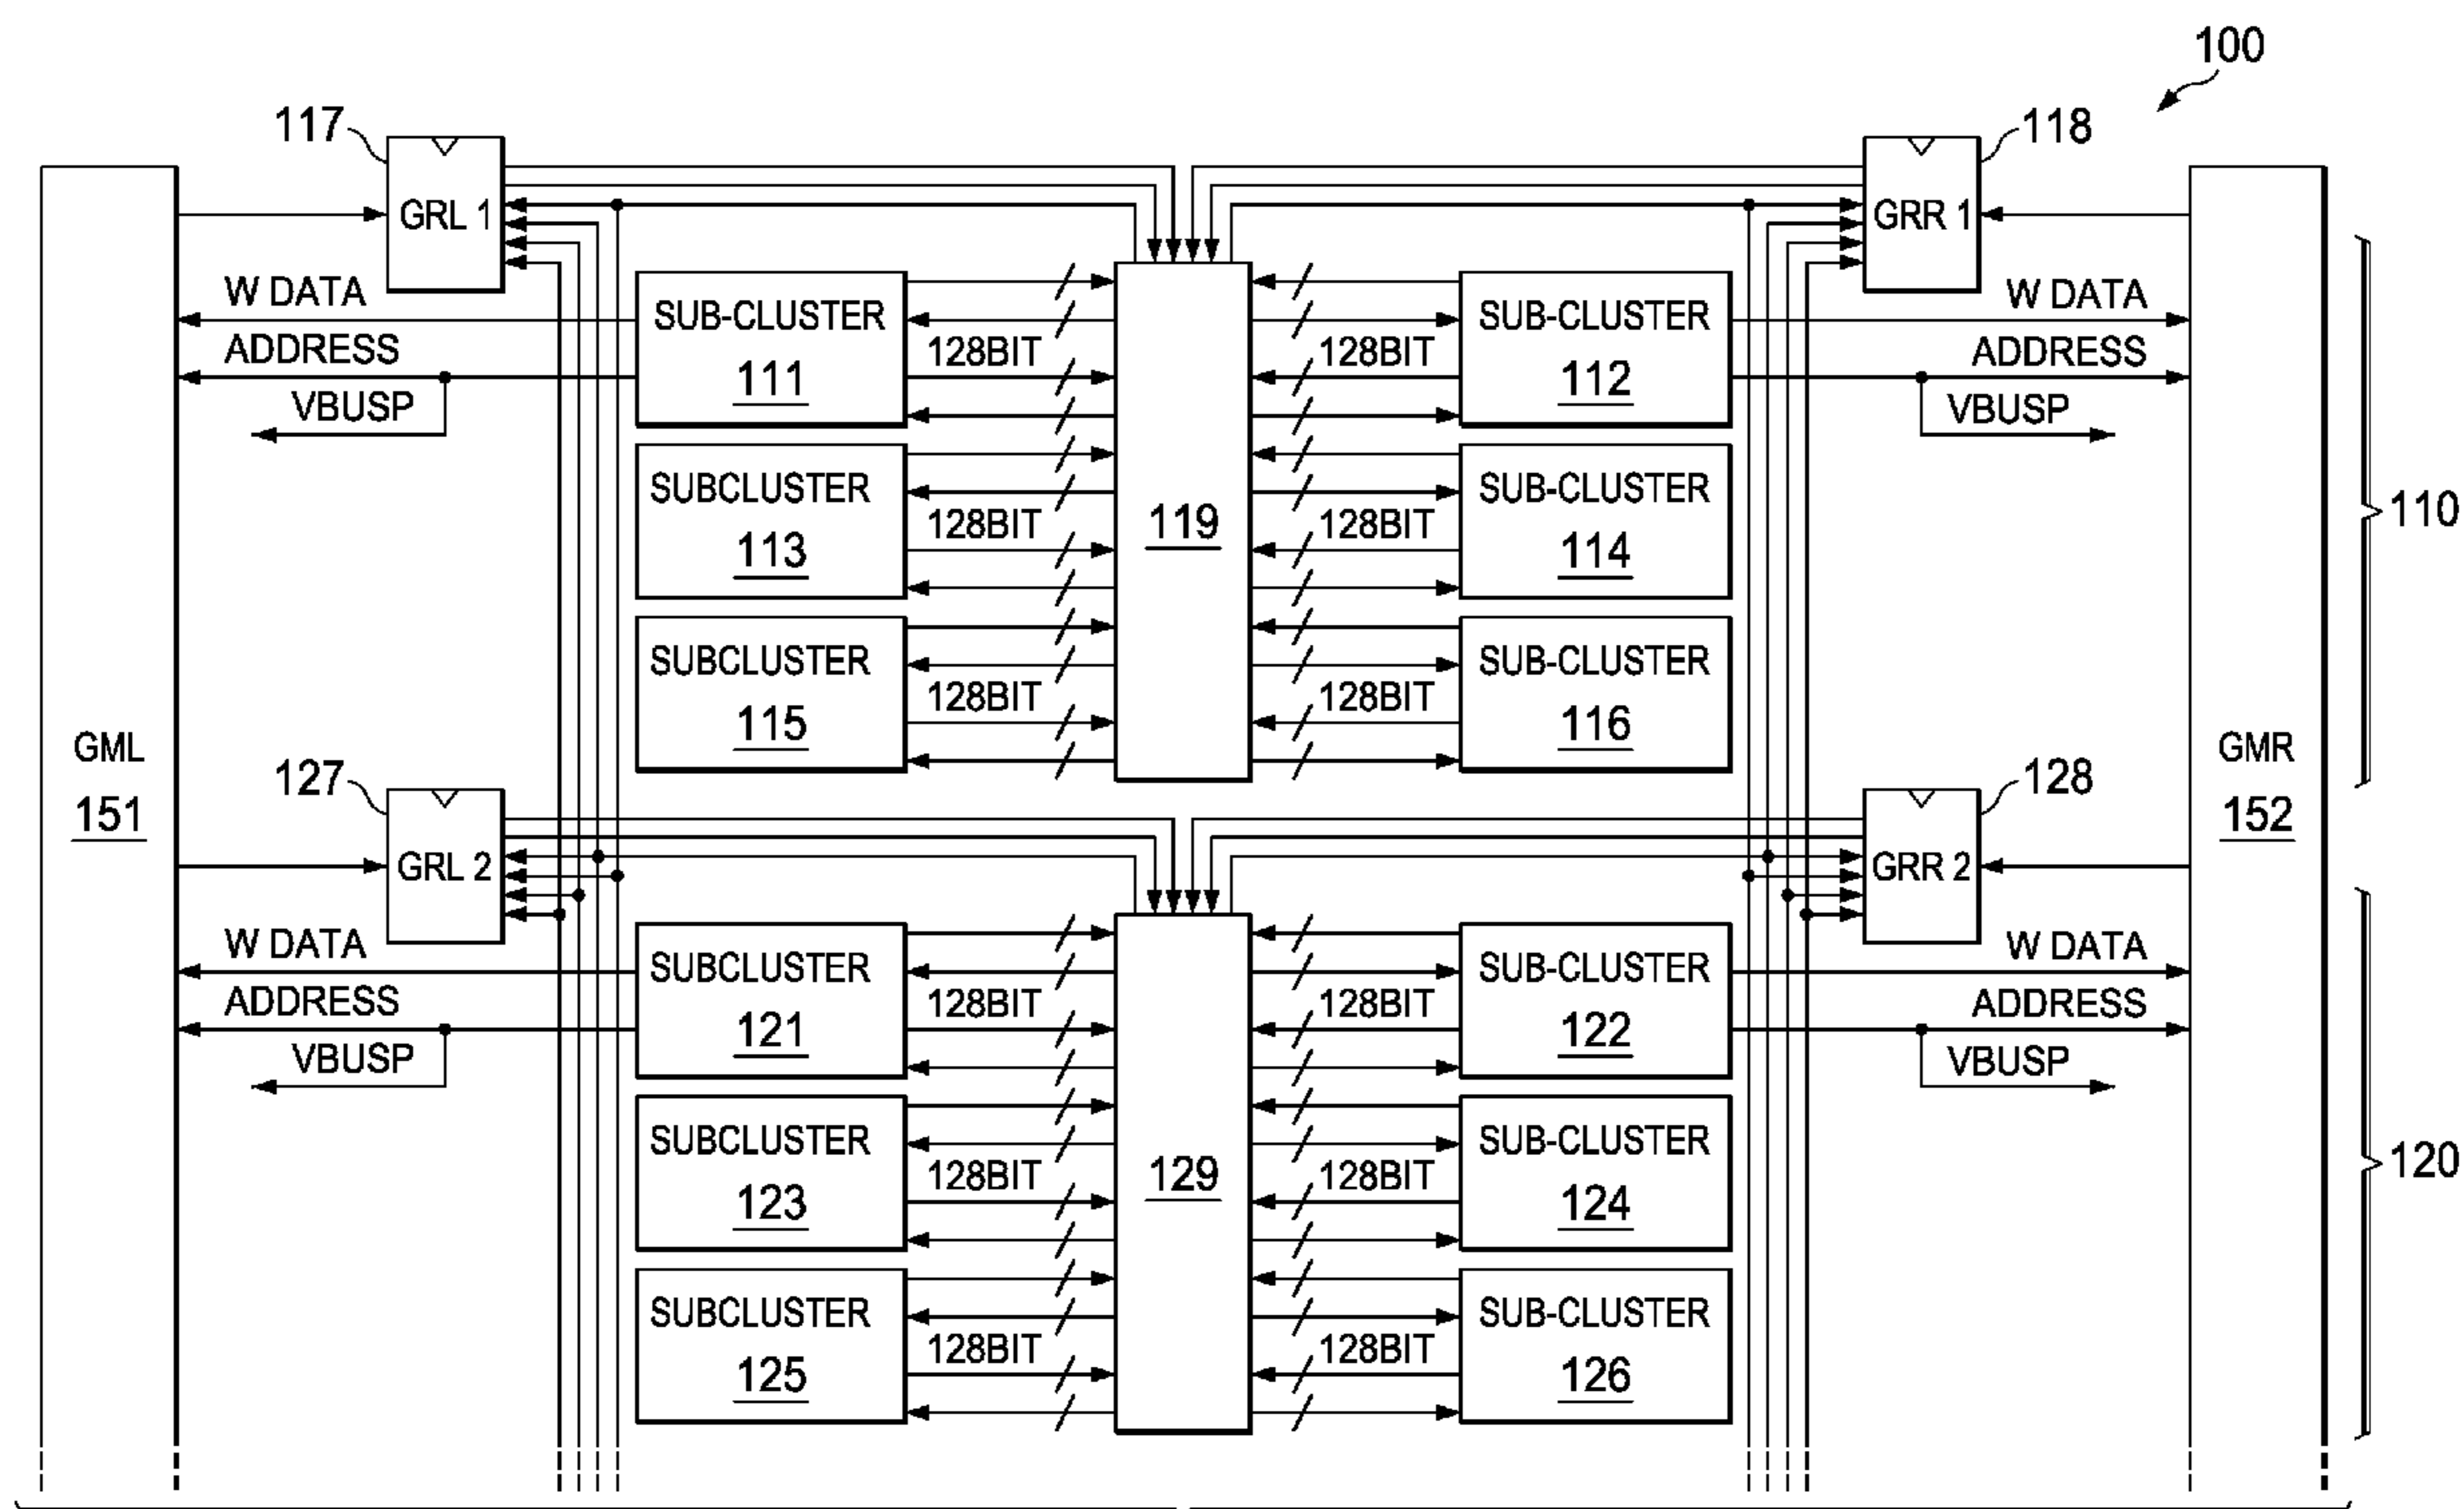 100
117
118
GRL 1
GRR 1
W DATA
SUB-CLUSTER
111
128BIT
128BIT
SUB-CLUSTER
112
W DATA
ADDRESS
ADDRESS
VBUSP
VBUSP
SUBCLUSTER
113
128BIT
119
128BIT
SUB-CLUSTER
114
110
SUBCLUSTER
115
128BIT
128BIT
SUB-CLUSTER
116
GML
151
GMR
152
127
128
GRL 2
GRR 2
W DATA
SUBCLUSTER
121
128BIT
128BIT
SUB-CLUSTER
122
W DATA
ADDRESS
ADDRESS
VBUSP
VBUSP
SUBCLUSTER
123
128BIT
129
128BIT
SUB-CLUSTER
124
120
SUBCLUSTER
125
128BIT
128BIT
SUB-CLUSTER
126